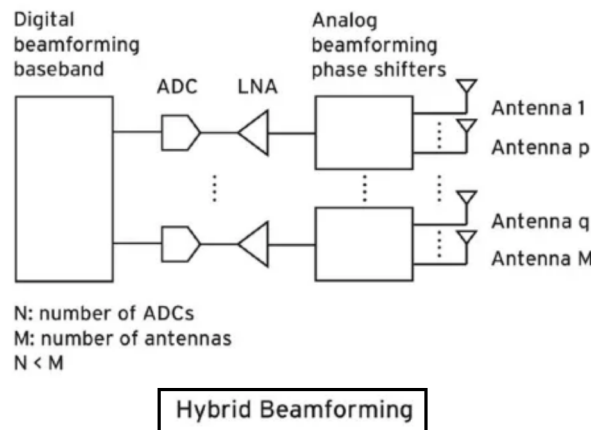 Digital
beamforming
baseband
ADC
LNA
Analog
beamforming
phase shifters
Antenna 1
Antenna p
Antenna q
Antenna M
N: number of ADCs
M: number of antennas
N < M
Hybrid Beamforming